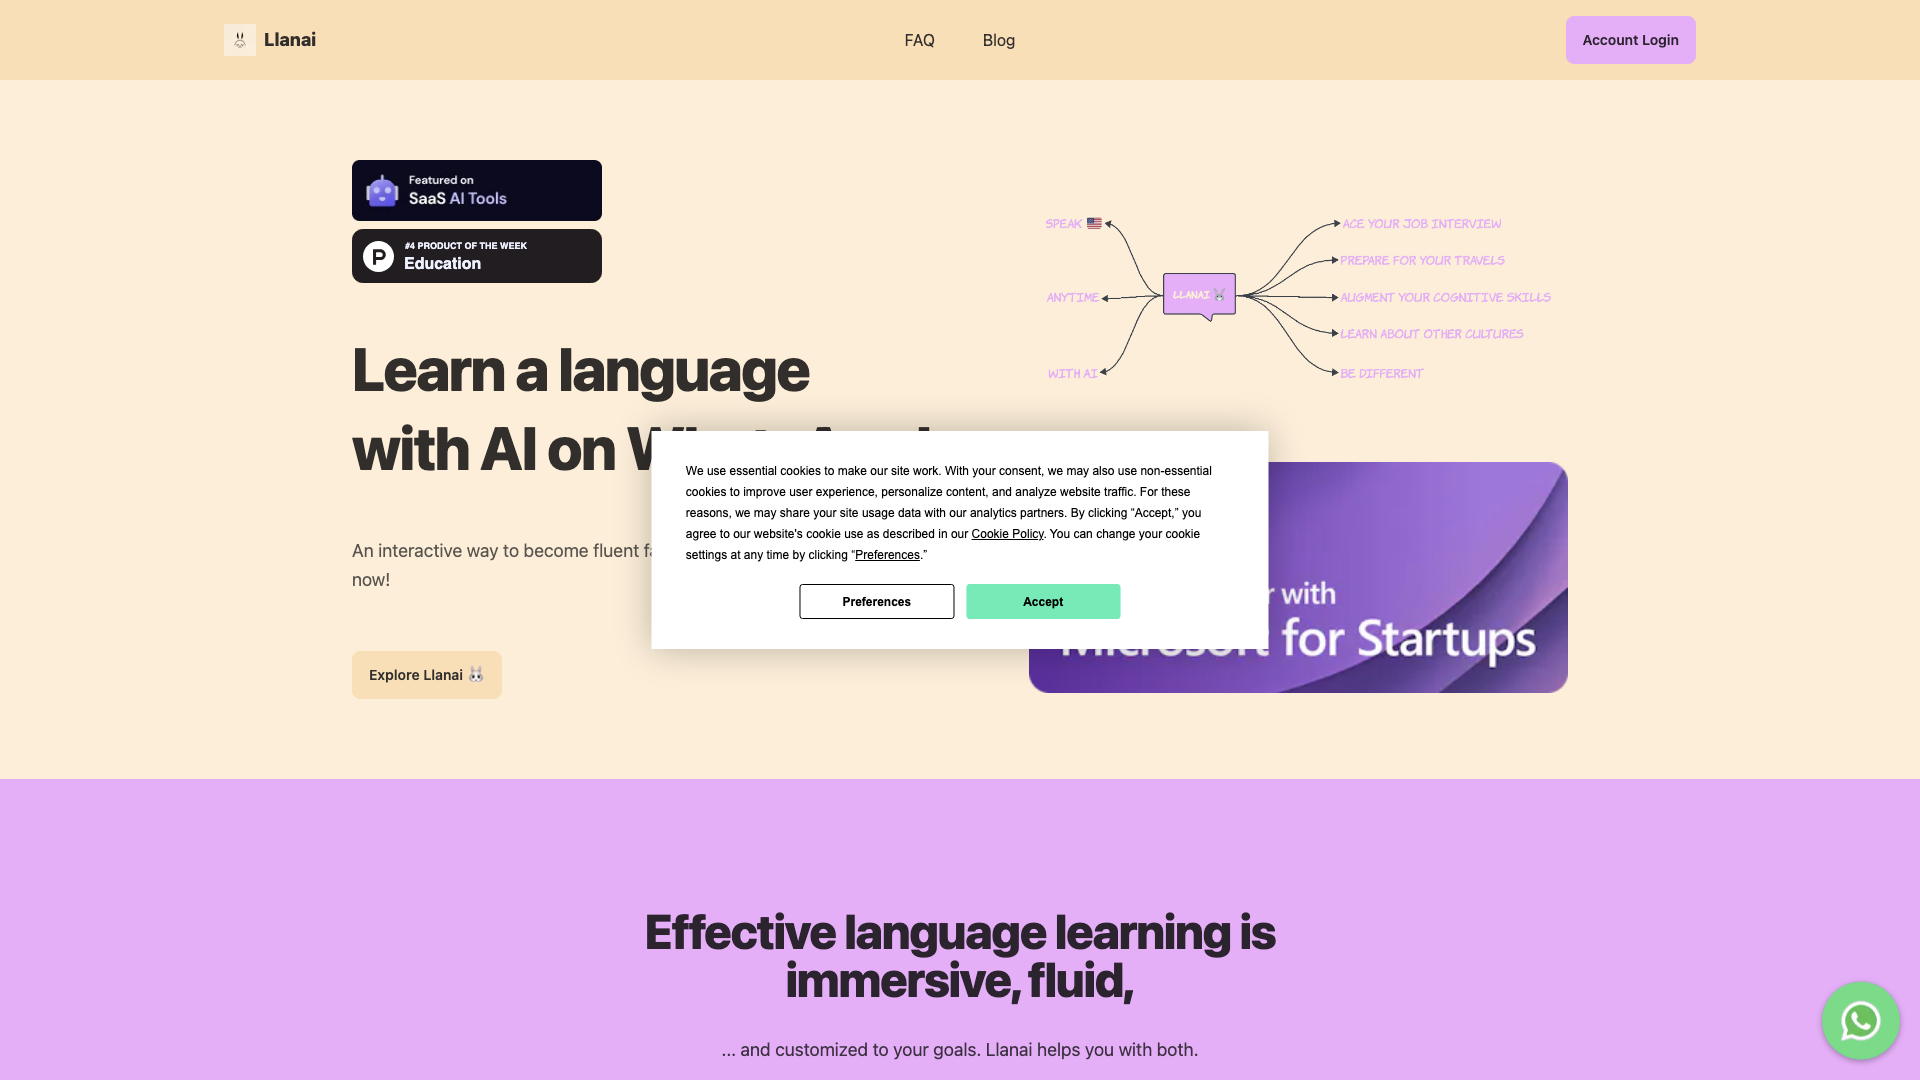 Llanai
FAQ
Blog
Account Login
Featured on
SaaS AI Tools
#4 PRODUCT OF THE WEEK
Education
Learn a language
with AI on
An interactive way to become fluent
now!
Explore Llanai
SPEAK
ANYTIME
WITH AI
LLANAI
ACE YOUR JOB INTERVIEW
PREPARE FOR YOUR TRAVELS
AUGMENT YOUR COGNITIVE SKILLS
LEARN ABOUT OTHER CULTURES
BE DIFFERENT
We use essential cookies to make our site work. With your consent, we may also use non-essential
cookies to improve user experience, personalize content, and analyze website traffic. For these
reasons, we may share your site usage data with our analytics partners. By clicking “Accept,” you
agree to our website's cookie use as described in our Cookie Policy. You can change your cookie
settings at any time by clicking “Preferences.”
Preferences
Accept
with
for Startups
Effective language learning is
immersive, fluid,
... and customized to your goals. Llanai helps you with both.